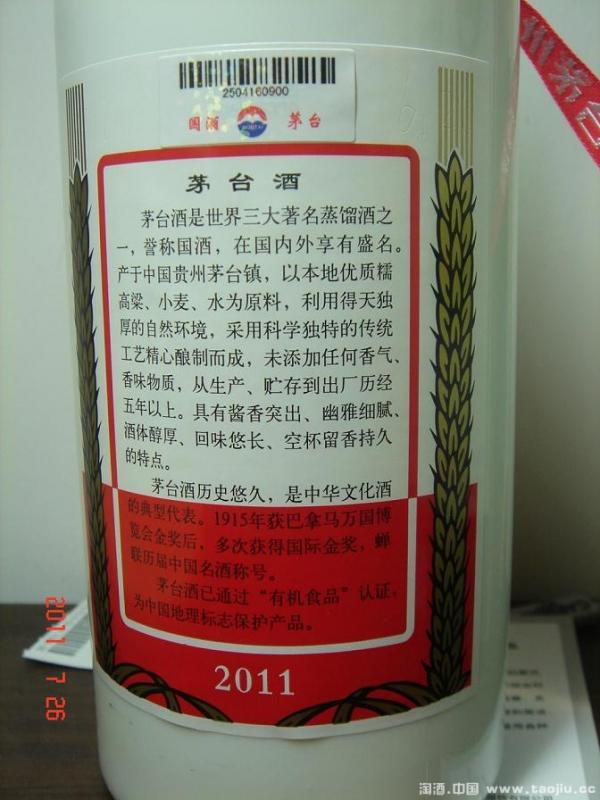 2504160900
国酒 茅台
州茅台
茅台酒
茅台酒是世界三大著名蒸馏酒之
一，誉称国酒，在国内外享有盛名。
产于中国贵州茅台镇，以本地优质糯
高粱、小麦、水为原料，利用得天独
厚的自然环境，采用科学独特的传统
工艺精心酿制而成，未添加任何香气、
香味物质，从生产、贮存到出厂历经
五年以上。具有酱香突出、幽雅细腻、
酒体醇厚、回味悠长、空杯留香持久
的特点。
茅台酒历史悠久，是中华文化酒
的典型代表。1915年获巴拿马万国博
览会金奖后，多次获得国际金奖，蝉
联历届中国名酒称号。
茅台酒已通过“有机食品”认证，
为中国地理标志保护产品。
2011
2011 7 26
淘酒.中国 www.taojiu.cc